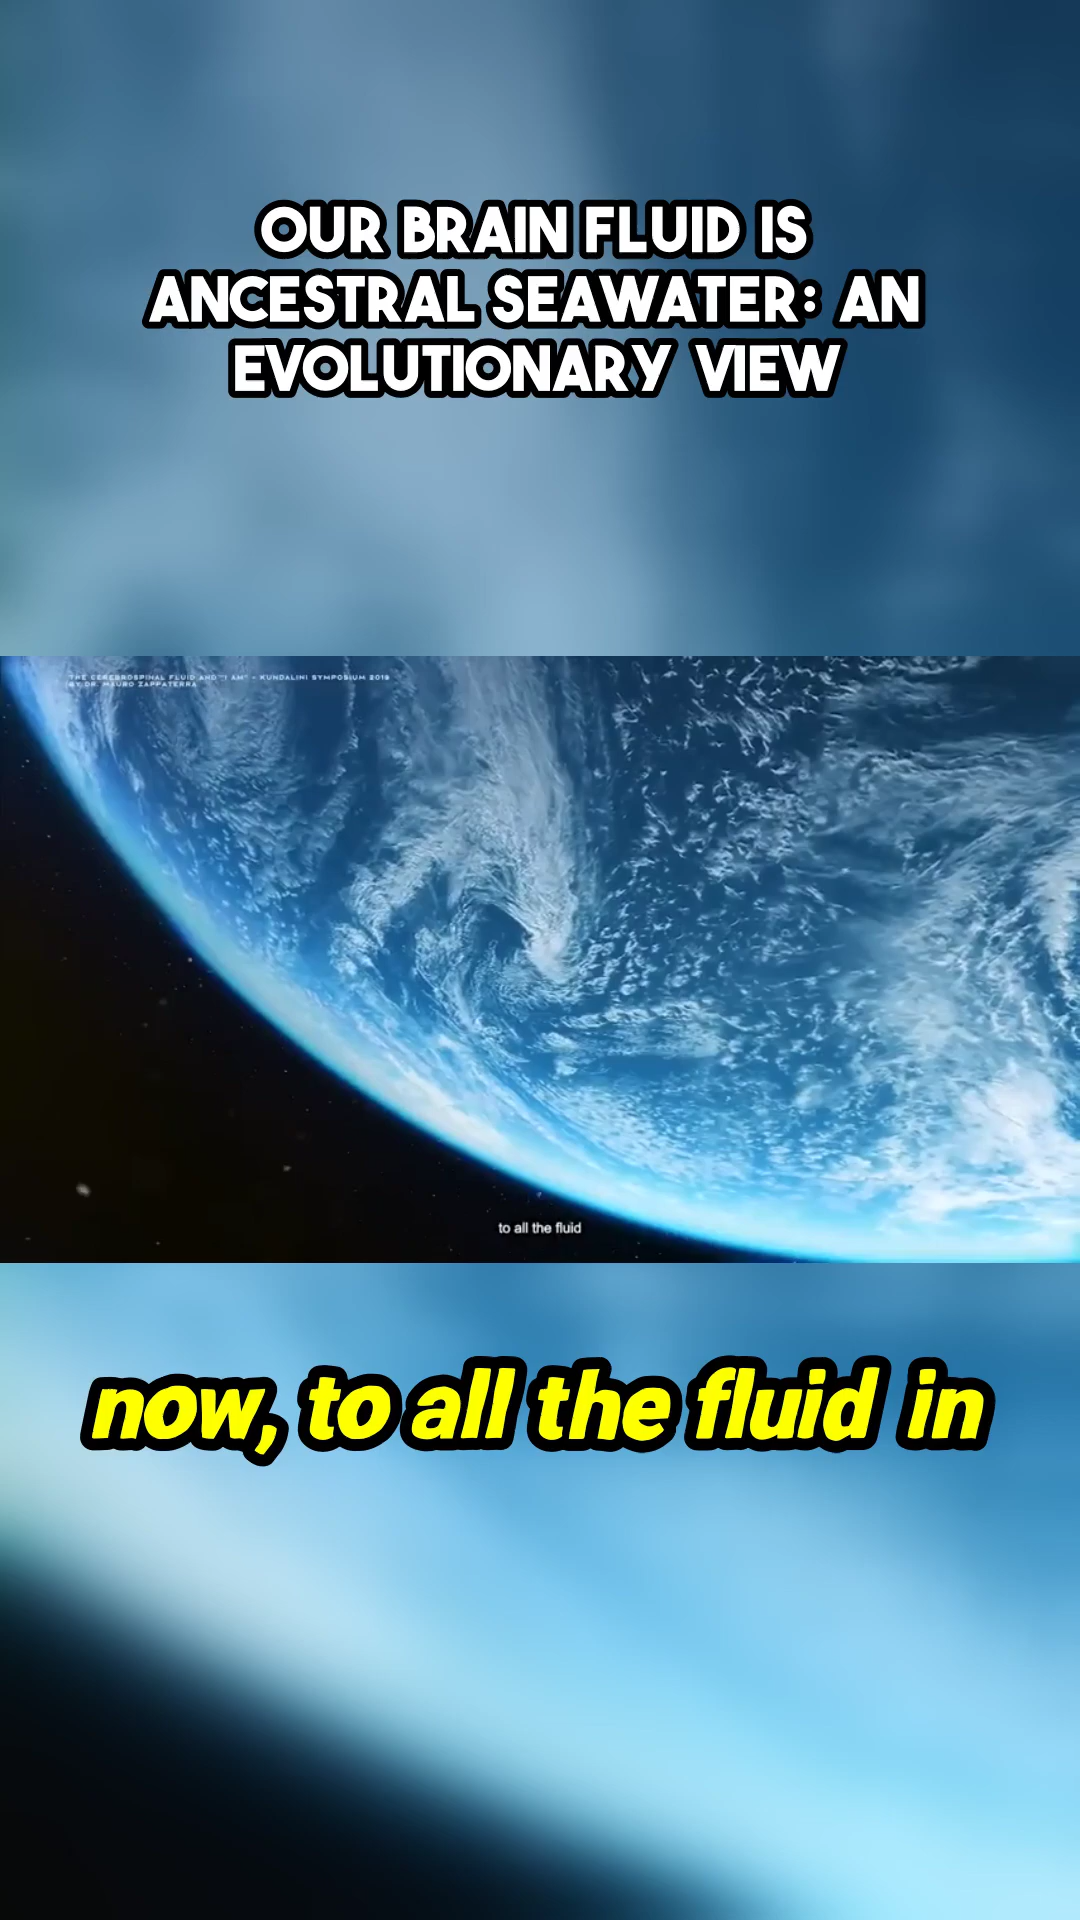 OUR BRAIN FLUID IS
ANCESTRAL SEAWATER: AN
EVOLUTIONARY VIEW
THE CEREBROSPINAL FLUID AND "I AM" - KUNDALINI SYMPOSIUM 2018
BY DR. MAURO ZAPPATERRA
to all the fluid
now, to all the fluid in